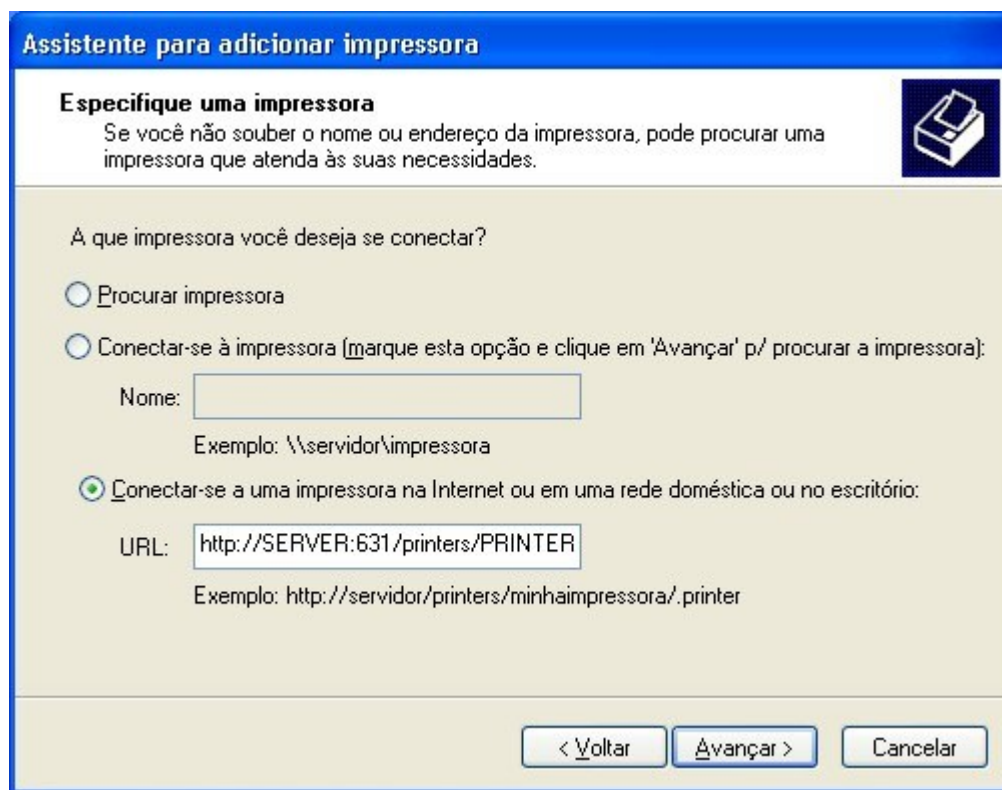 Assistente para adicionar impressora
Especifique uma impressora
Se você não souber o nome ou endereço da impressora, pode procurar uma
impressora que atenda às suas necessidades.
A que impressora você deseja se conectar?
Procurar impressora
Conectar-se à impressora (marque esta opção e clique em 'Avançar' p/ procurar a impressora):
Nome:
Exemplo: \\servidor\impressora
Conectar-se a uma impressora na Internet ou em uma rede doméstica ou no escritório:
URL: http://SERVER:631/printers/PRINTER
Exemplo: http://servidor/printers/minhaimpressora/.printer
< Voltar Avançar > Cancelar